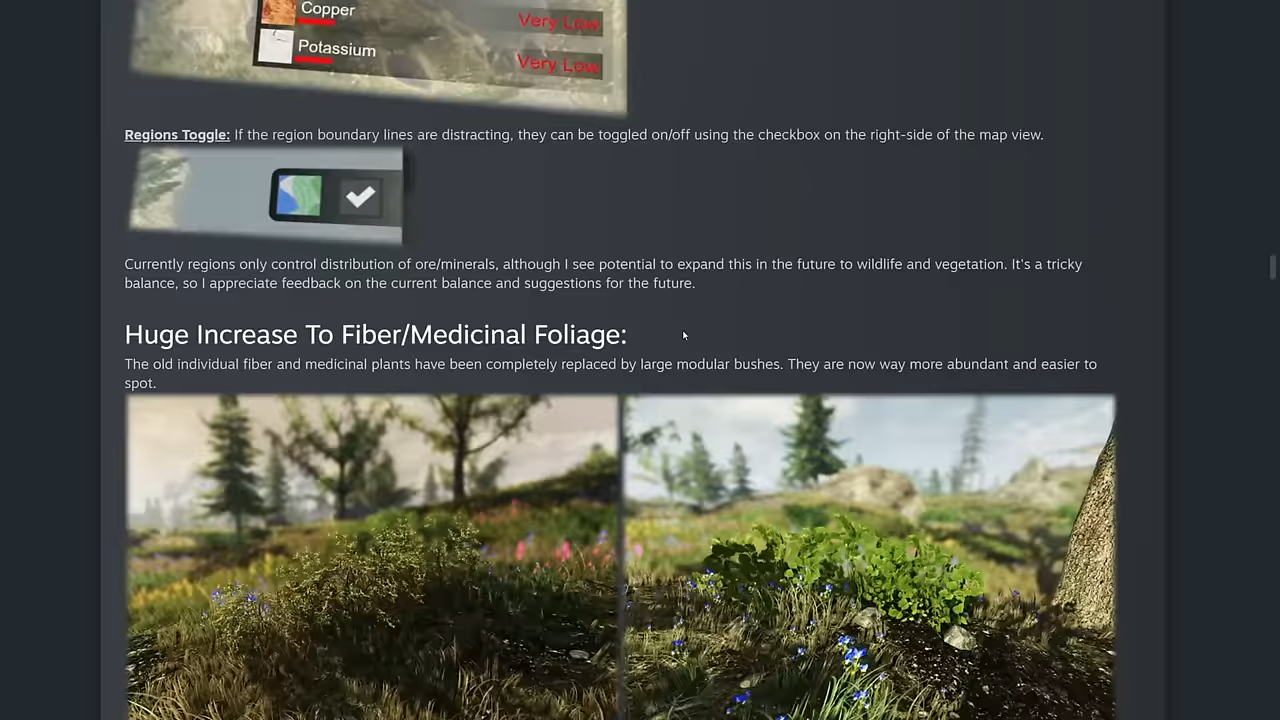 Copper Very Low
Potassium Very Low
Regions Toggle: If the region boundary lines are distracting, they can be toggled on/off using the checkbox on the right-side of the map view.
Currently regions only control distribution of ore/minerals, although I see potential to expand this in the future to wildlife and vegetation. It's a tricky
balance, so I appreciate feedback on the current balance and suggestions for the future.
Huge Increase To Fiber/Medicinal Foliage:
The old individual fiber and medicinal plants have been completely replaced by large modular bushes. They are now way more abundant and easier to
spot.